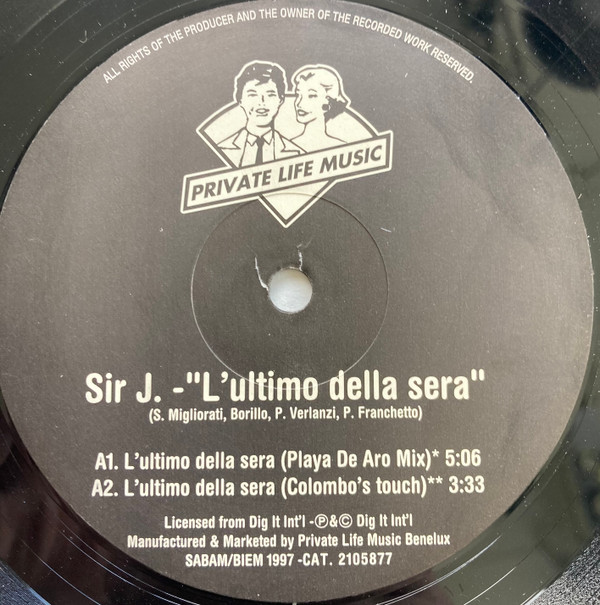 ALL RIGHTS OF THE PRODUCER AND THE OWNER OF THE RECORDED WORK RESERVED.
PRIVATE LIFE MUSIC
Sir J. -"L'ultimo della sera"
(S. Migliorati, Borillo, P. Verlanzi, P. Franchetto)
A1. L'ultimo della sera (Playa De Aro Mix)* 5:06
A2. L'ultimo della sera (Colombo's touch)** 3:33
Licensed from Dig It Int'l -℗&© Dig It Int'l
Manufactured & Marketed by Private Life Music Benelux
SABAM/BIEM 1997 -CAT. 2105877